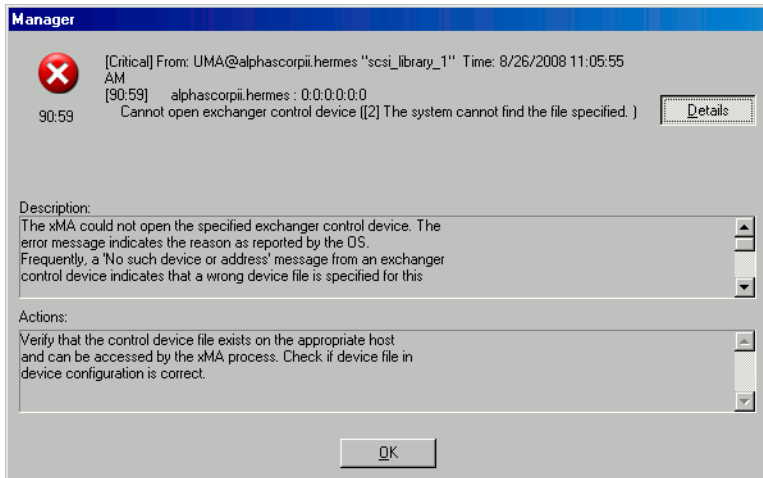 Manager
[Critical] From: UMA@alphascorpii.hermes "scsi_library_1" Time: 8/26/2008 11:05:55
AM
[90:59] alphascorpii.hermes : 0:0:0:0:0:0
Cannot open exchanger control device ([2] The system cannot find the file specified. )
90:59
Details
Description:
The xMA could not open the specified exchanger control device. The
error message indicates the reason as reported by the OS.
Frequently, a 'No such device or address' message from an exchanger
control device indicates that a wrong device file is specified for this
Actions:
Verify that the control device file exists on the appropriate host
and can be accessed by the xMA process. Check if device file in
device configuration is correct.
OK